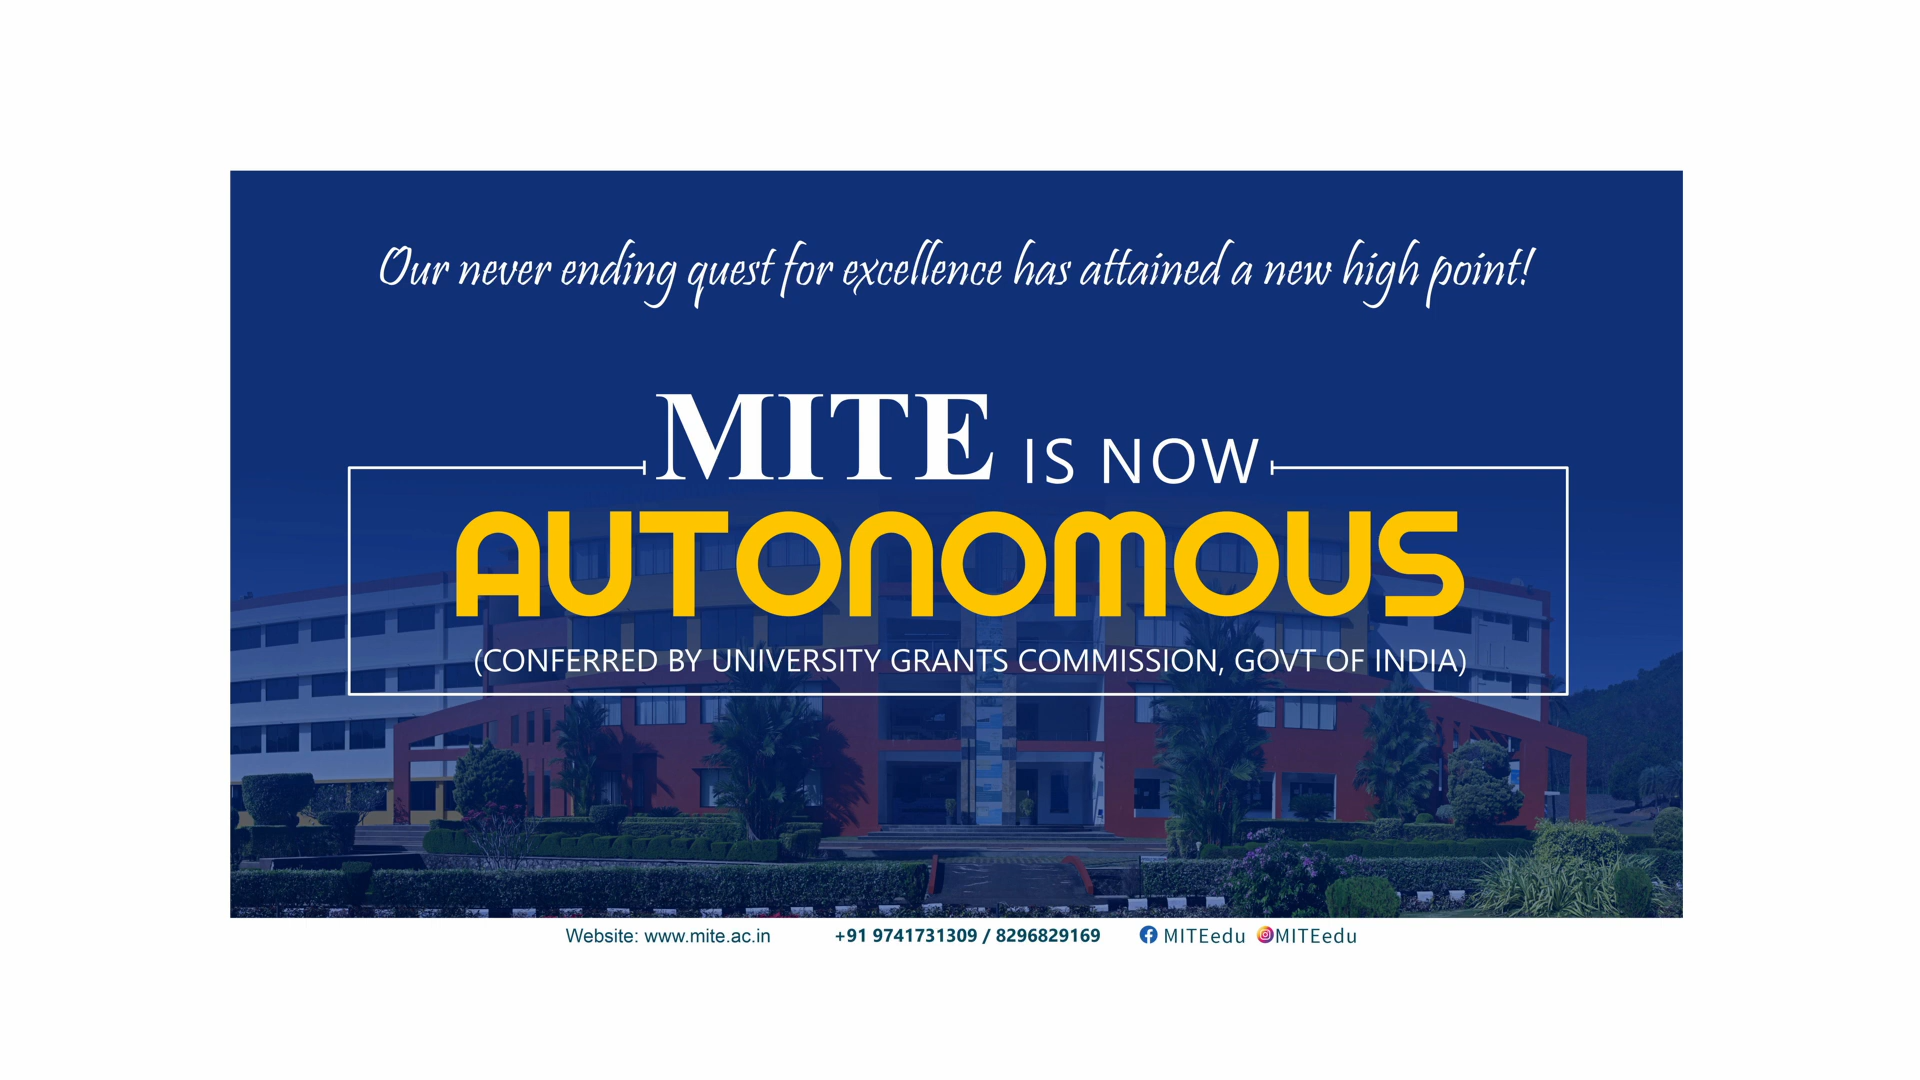 Our never ending quest for excellence has attained a new high point!
MITE IS NOW
AUTONOMOUS
(CONFERRED BY UNIVERSITY GRANTS COMMISSION, GOVT OF INDIA)
Website: www.mite.ac.in +91 9741731309 / 8296829169 MITEedu MITEedu